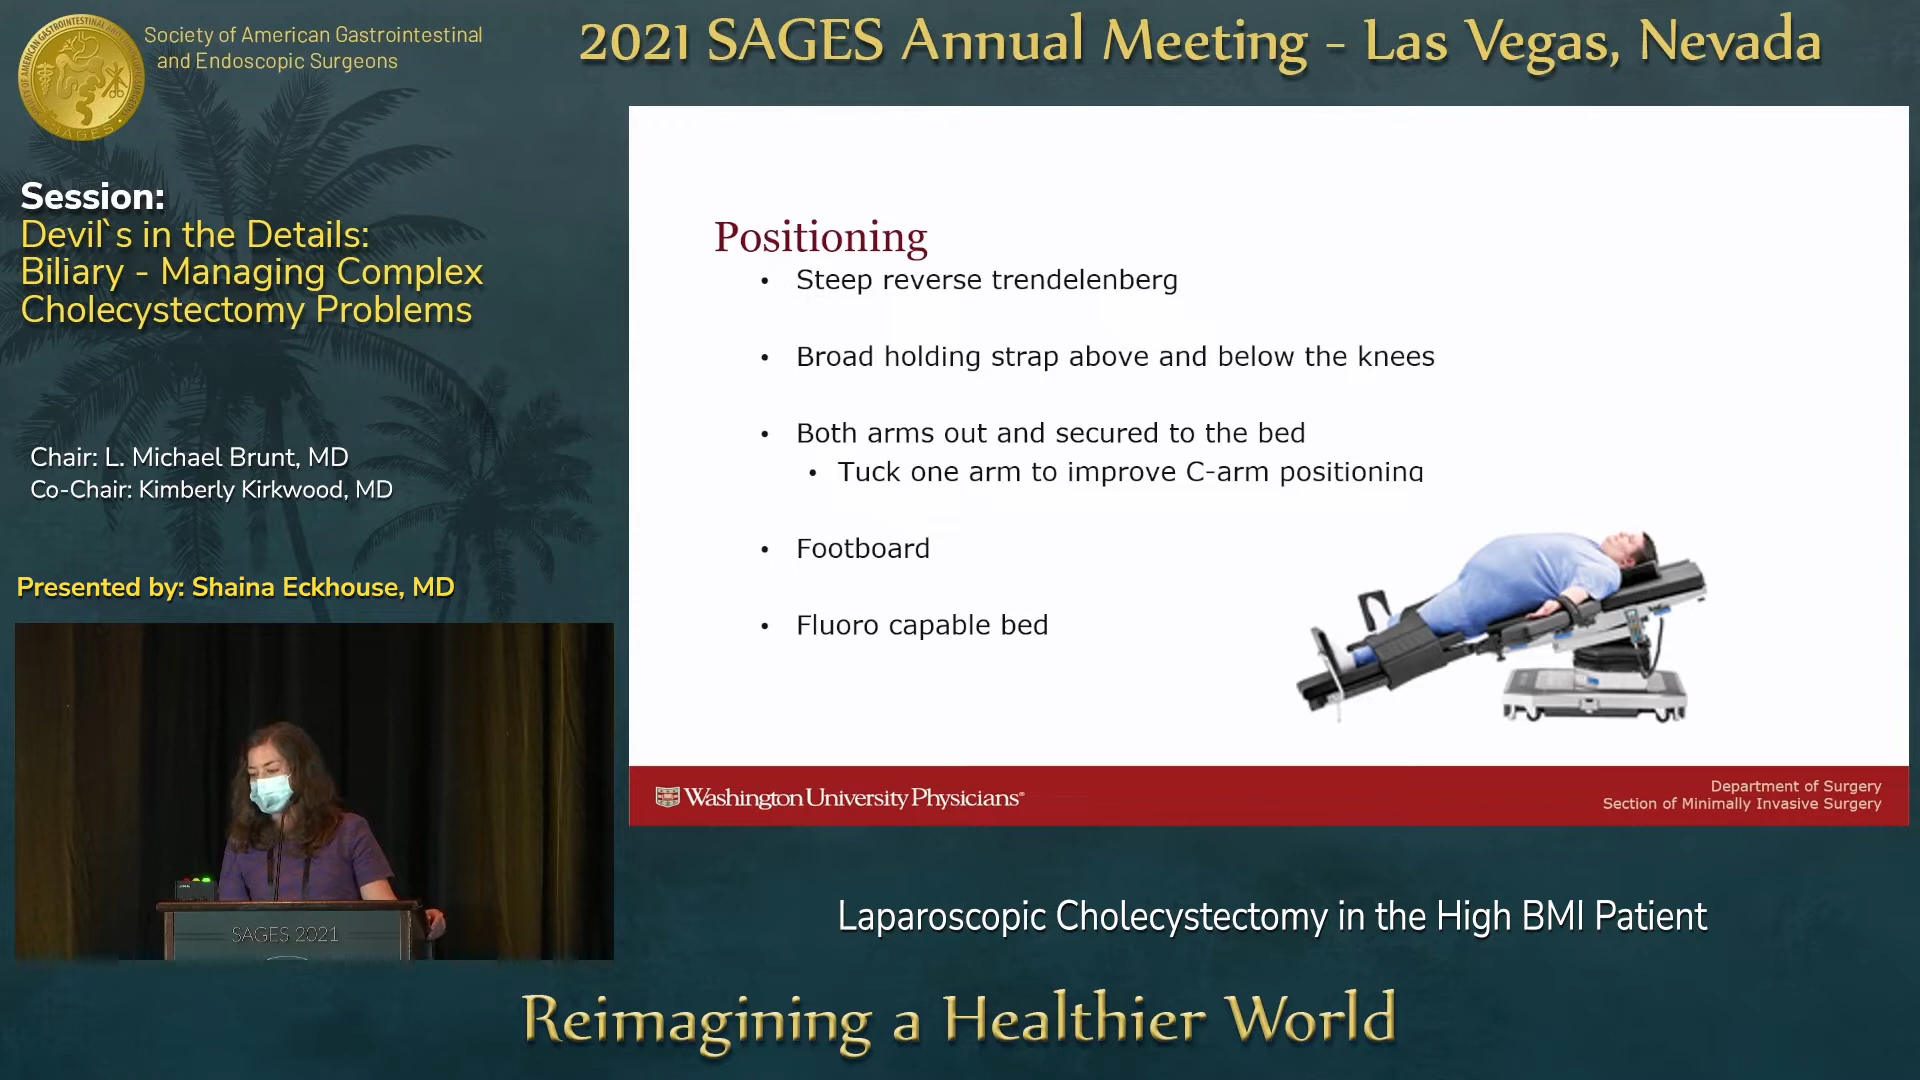 Society of American Gastrointestinal
and Endoscopic Surgeons
SAGES
2021 SAGES Annual Meeting - Las Vegas, Nevada
Session:
Devil`s in the Details:
Biliary - Managing Complex
Cholecystectomy Problems
Chair: L. Michael Brunt, MD
Co-Chair: Kimberly Kirkwood, MD
Presented by: Shaina Eckhouse, MD
SAGES 2021
Positioning
• Steep reverse trendelenberg
• Broad holding strap above and below the knees
• Both arms out and secured to the bed
• Tuck one arm to improve C-arm positioning
• Footboard
• Fluoro capable bed
Washington University Physicians®
Department of Surgery
Section of Minimally Invasive Surgery
Laparoscopic Cholecystectomy in the High BMI Patient
Reimagining a Healthier World